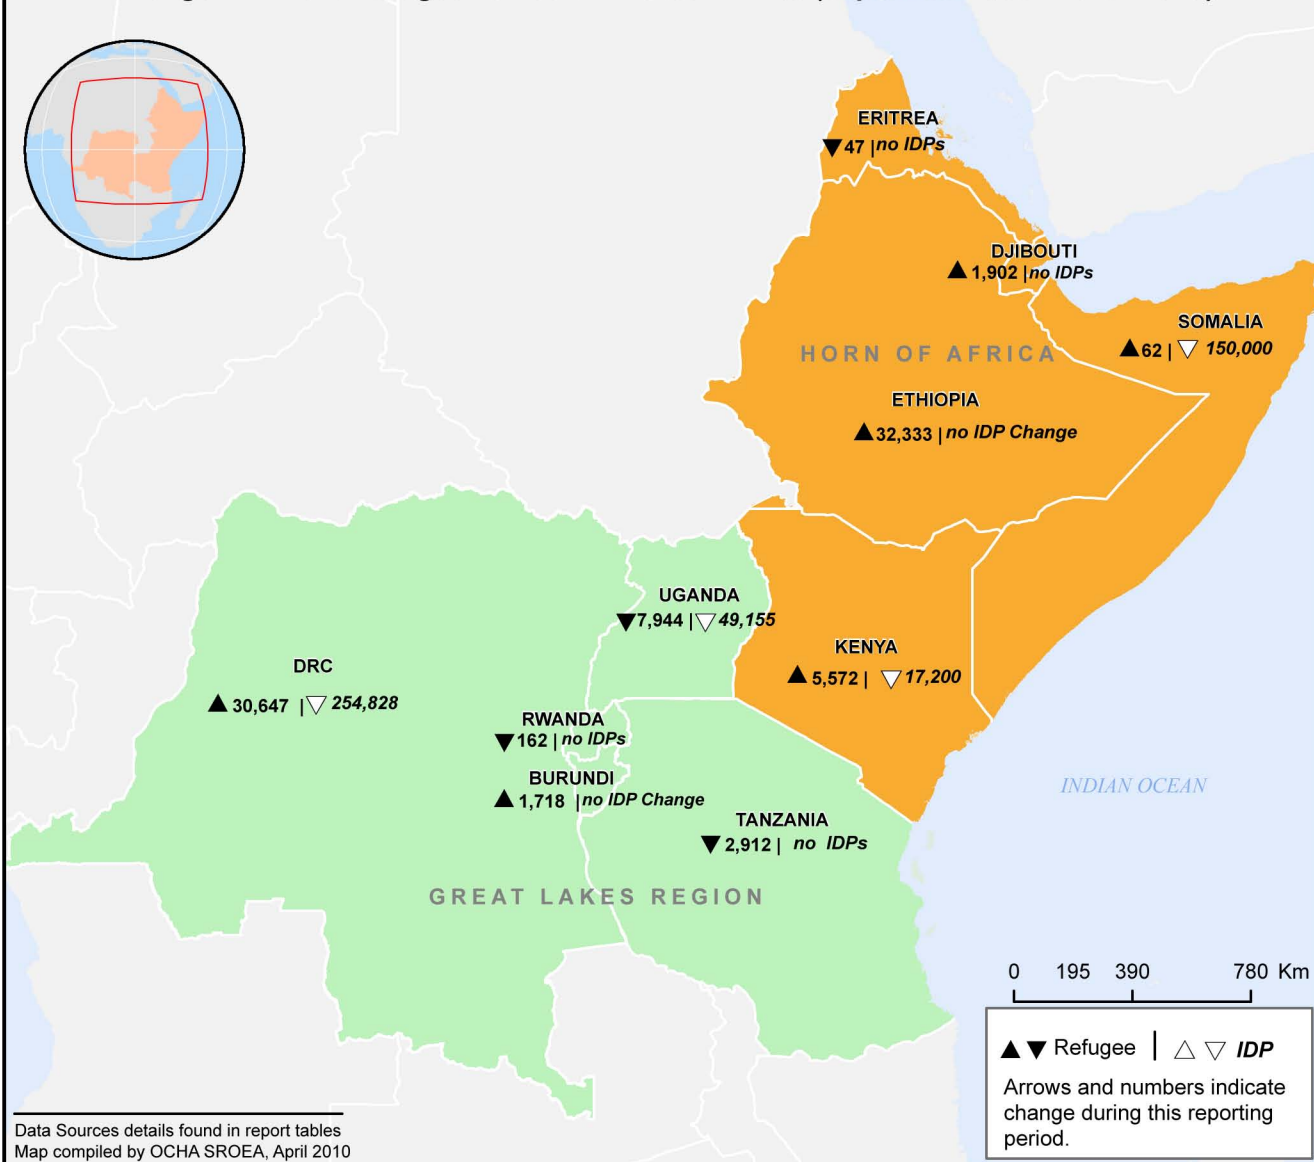 ERITREA
▼ 47 | no IDPs
DJIBOUTI
▲ 1,902 | no IDPs
SOMALIA
▲ 62 | ▽ 150,000
HORN OF AFRICA
ETHIOPIA
▲ 32,333 | no IDP Change
UGANDA
▼ 7,944 | ▽ 49,155
KENYA
▲ 5,572 | ▽ 17,200
DRC
▲ 30,647 | ▽ 254,828
RWANDA
▼ 162 | no IDPs
BURUNDI
▲ 1,718 | no IDP Change
INDIAN OCEAN
TANZANIA
▼ 2,912 | no IDPs
GREAT LAKES REGION
0 195 390 780 Km
▲ ▼ Refugee | △ ▽ IDP
Arrows and numbers indicate
change during this reporting
period.
Data Sources details found in report tables
Map compiled by OCHA SROEA, April 2010